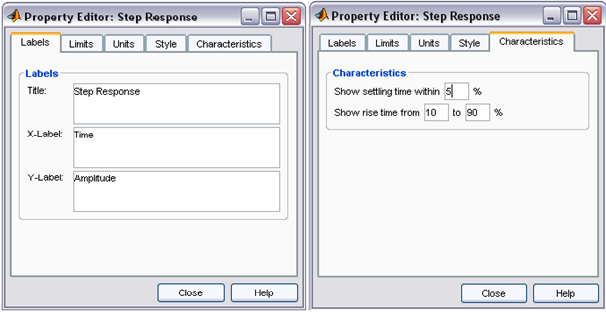 Property Editor: Step Response
Labels Limits Units Style Characteristics
Labels
Title: Step Response
X-Label: Time
Y-Label: Amplitude
Close Help
Property Editor: Step Response
Labels Limits Units Style Characteristics
Characteristics
Show settling time within 5 %
Show rise time from 10 to 90 %
Close Help